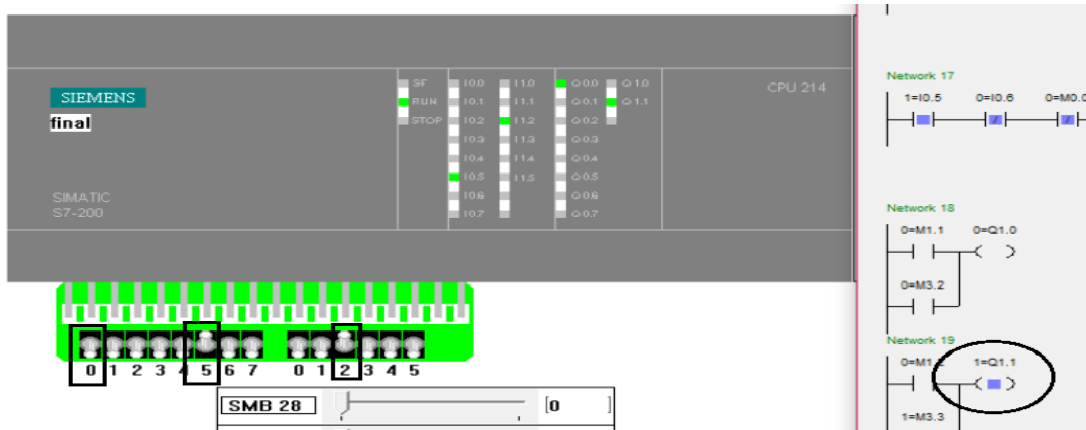 SIEMENS
final
SIMATIC
S7-200
SF
RUN
STOP
I0.0
I0.1
I0.2
I0.3
I0.4
I0.5
I0.6
I0.7
I1.0
I1.1
I1.2
I1.3
I1.4
I1.5
Q0.0
Q0.1
Q0.2
Q0.3
Q0.4
Q0.5
Q0.6
Q0.7
Q1.0
Q1.1
CPU 214
0 1 2 3 4 5 6 7 0 1 2 3 4 5
SMB 28 [0 ]
Network 17
1=I0.5 0=I0.6 0=M0.0
Network 18
0=M1.1 0=Q1.0
0=M3.2
Network 19
1=Q1.1
1=M3.3